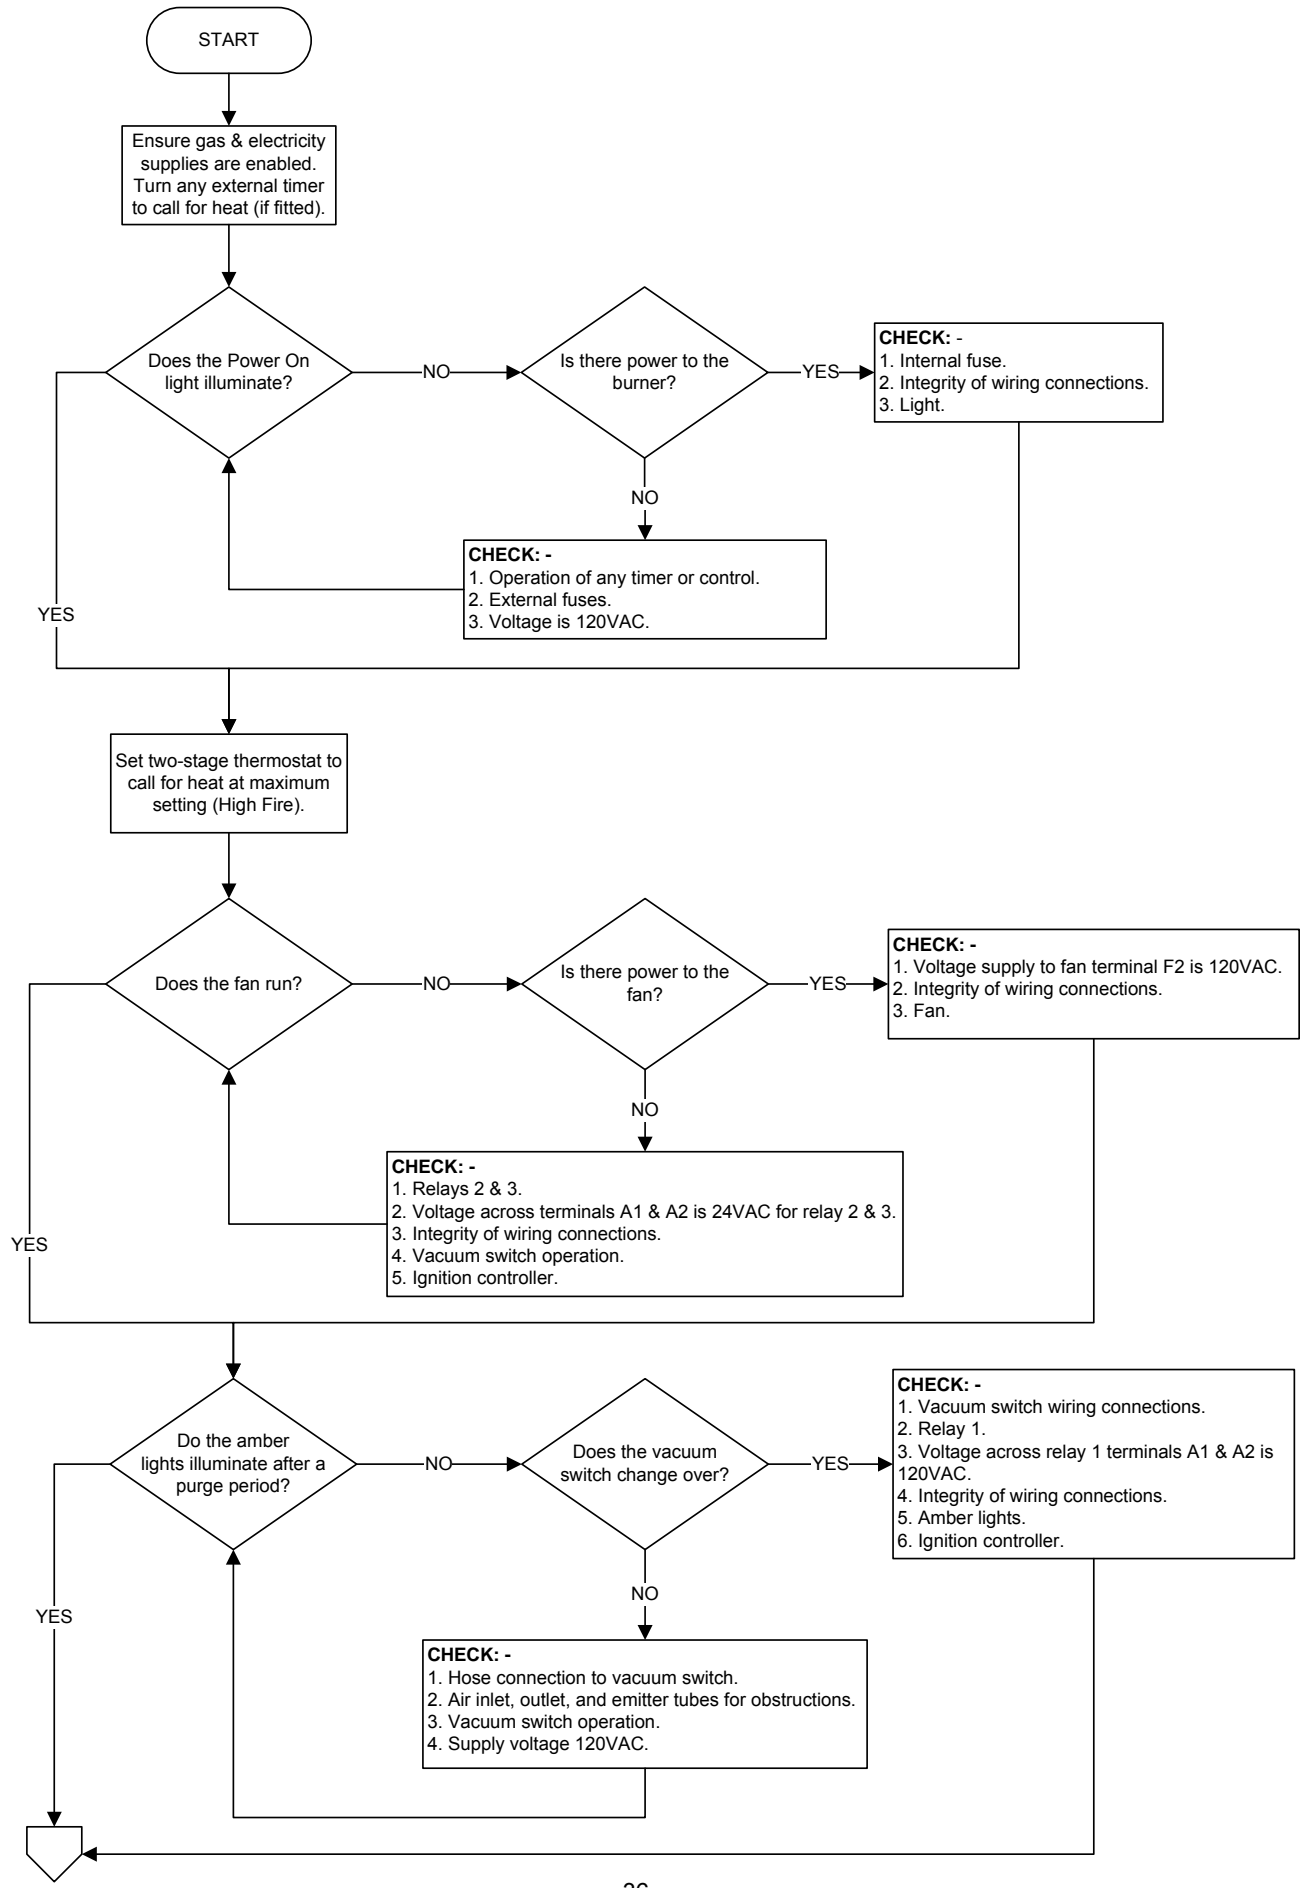 START
Ensure gas & electricity
supplies are enabled.
Turn any external timer
to call for heat (if fitted).
Does the Power On
light illuminate?
NO
Is there power to the
burner?
YES
CHECK: -
1. Internal fuse.
2. Integrity of wiring connections.
3. Light.
NO
CHECK: -
1. Operation of any timer or control.
2. External fuses.
3. Voltage is 120VAC.
YES
Set two-stage thermostat to
call for heat at maximum
setting (High Fire).
Does the fan run?
NO
Is there power to the
fan?
YES
CHECK: -
1. Voltage supply to fan terminal F2 is 120VAC.
2. Integrity of wiring connections.
3. Fan.
NO
CHECK: -
1. Relays 2 & 3.
2. Voltage across terminals A1 & A2 is 24VAC for relay 2 & 3.
3. Integrity of wiring connections.
4. Vacuum switch operation.
5. Ignition controller.
YES
Do the amber
lights illuminate after a
purge period?
NO
Does the vacuum
switch change over?
YES
CHECK: -
1. Vacuum switch wiring connections.
2. Relay 1.
3. Voltage across relay 1 terminals A1 & A2 is
120VAC.
4. Integrity of wiring connections.
5. Amber lights.
6. Ignition controller.
NO
CHECK: -
1. Hose connection to vacuum switch.
2. Air inlet, outlet, and emitter tubes for obstructions.
3. Vacuum switch operation.
4. Supply voltage 120VAC.
YES